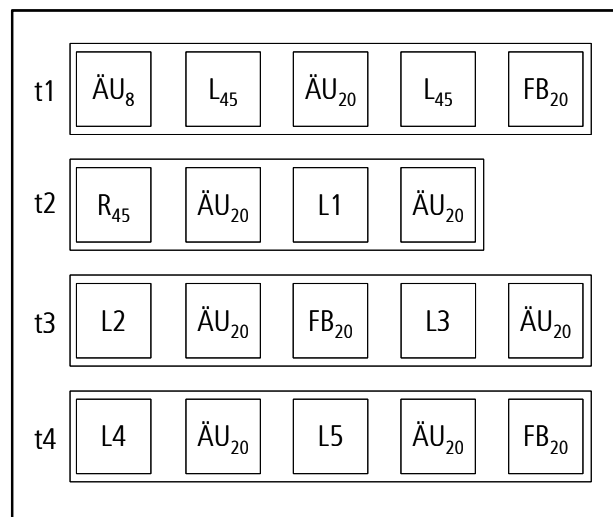 t1 ÄU₈ L₄₅ ÄU₂₀ L₄₅ FB₂₀
t2 R₄₅ ÄU₂₀ L1 ÄU₂₀
t3 L2 ÄU₂₀ FB₂₀ L3 ÄU₂₀
t4 L4 ÄU₂₀ L5 ÄU₂₀ FB₂₀